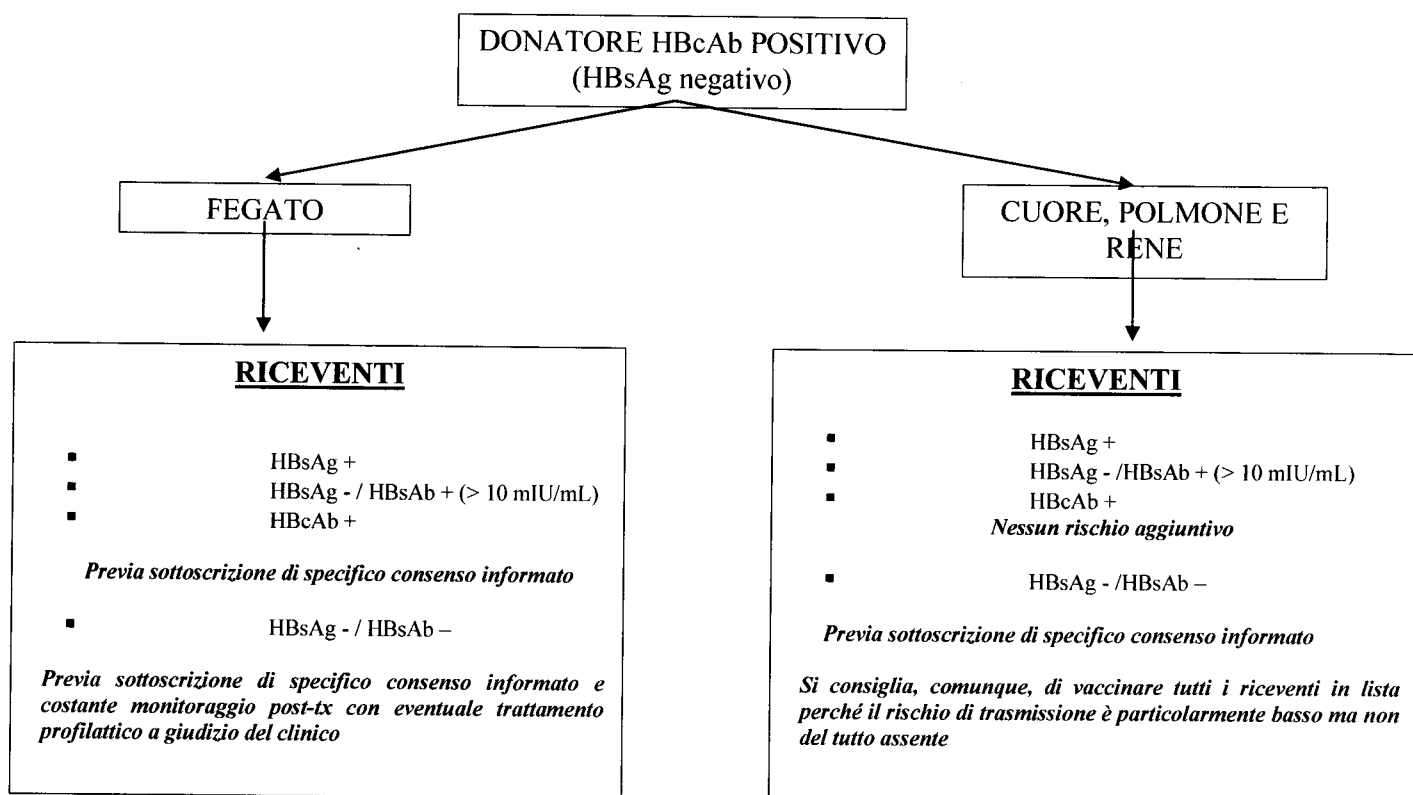 DONATORE HBcAb POSITIVO
(HBsAg negativo)
FEGATO
CUORE, POLMONE E
RENE
RICEVENTI
▪ HBsAg +
▪ HBsAg - / HBsAb + (> 10 mIU/mL)
▪ HBcAb +
Previa sottoscrizione di specifico consenso informato
▪ HBsAg - / HBsAb –
Previa sottoscrizione di specifico consenso informato e
costante monitoraggio post-tx con eventuale trattamento
profilattico a giudizio del clinico
RICEVENTI
▪ HBsAg +
▪ HBsAg - /HBsAb + (> 10 mIU/mL)
▪ HBcAb +
Nessun rischio aggiuntivo
▪ HBsAg - /HBsAb –
Previa sottoscrizione di specifico consenso informato
Si consiglia, comunque, di vaccinare tutti i riceventi in lista
perché il rischio di trasmissione è particolarmente basso ma non
del tutto assente